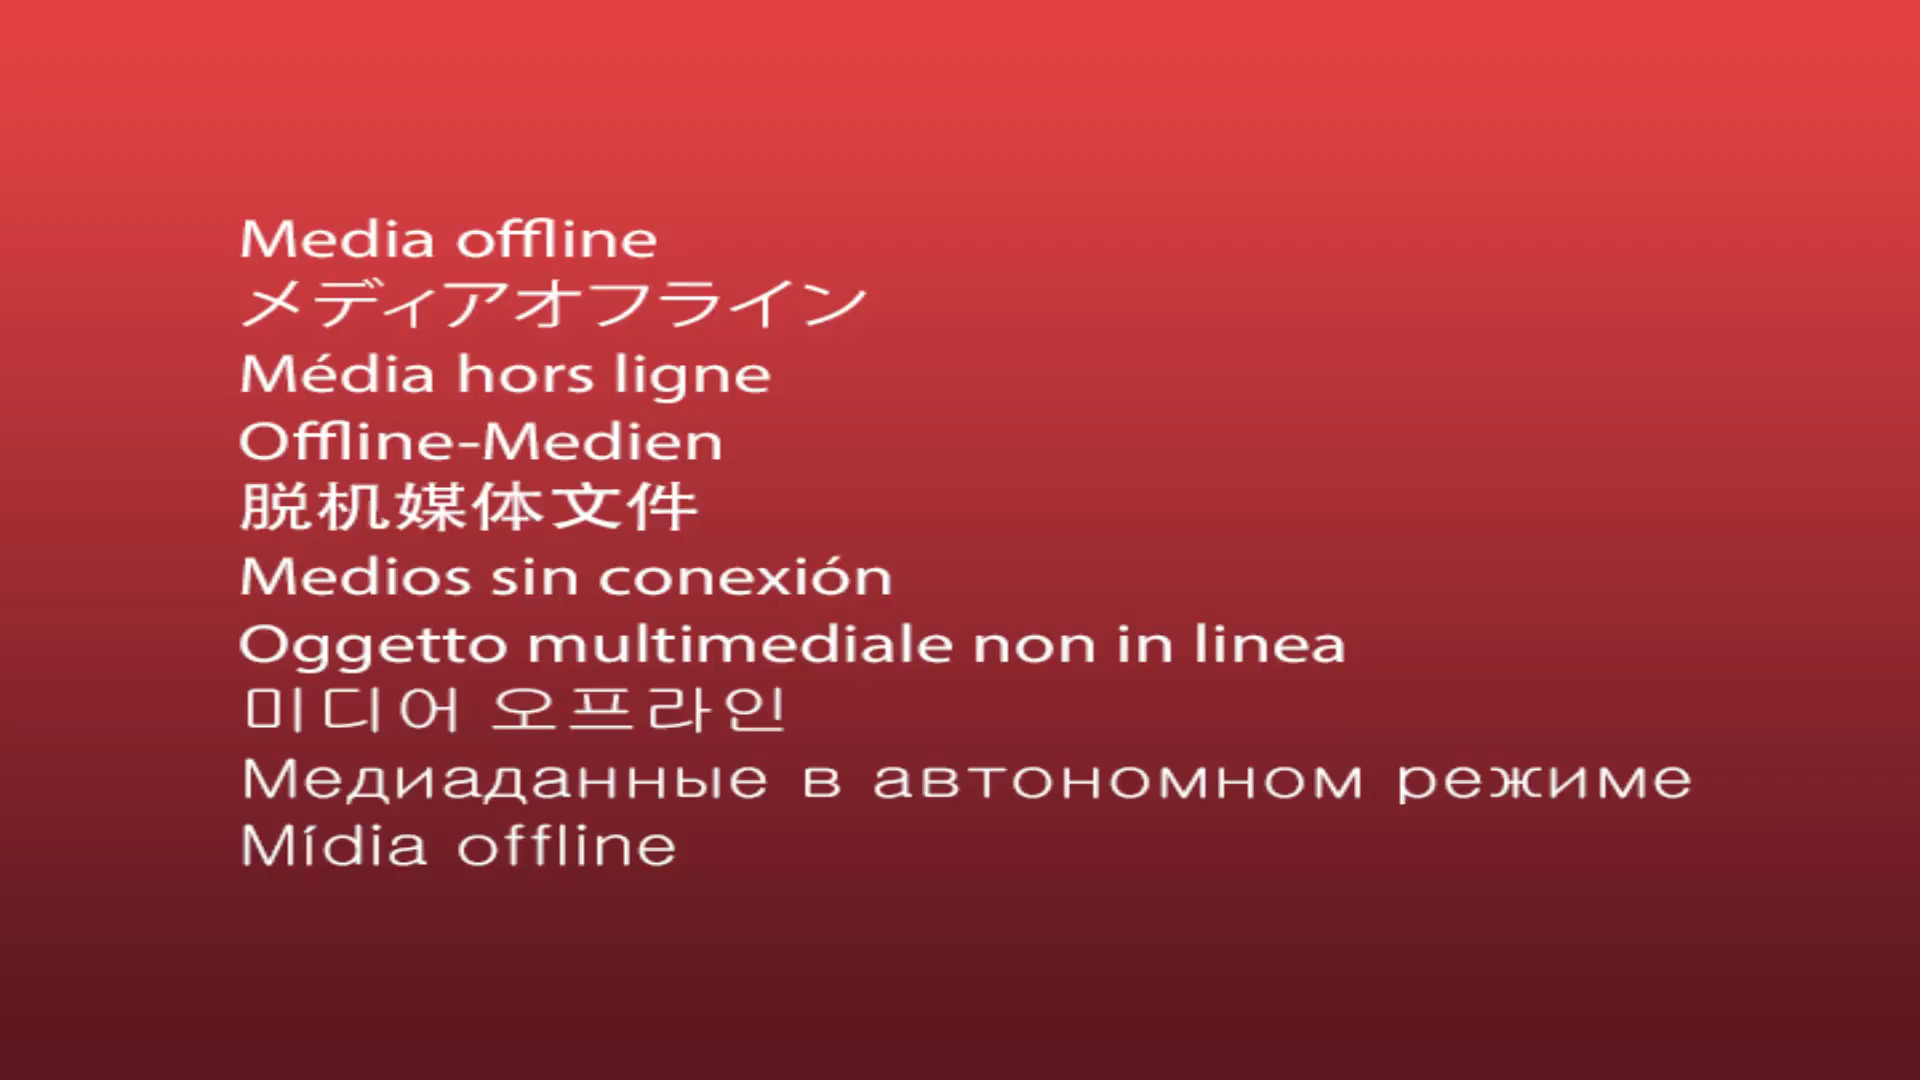 Media offline
メディアオフライン
Média hors ligne
Offline-Medien
脱机媒体文件
Medios sin conexión
Oggetto multimediale non in linea
미디어 오프라인
Медиаданные в автономном режиме
Mídia offline